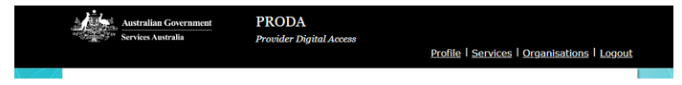 Australian Government
Services Australia
PRODA
Provider Digital Access
Profile | Services | Organisations | Logout